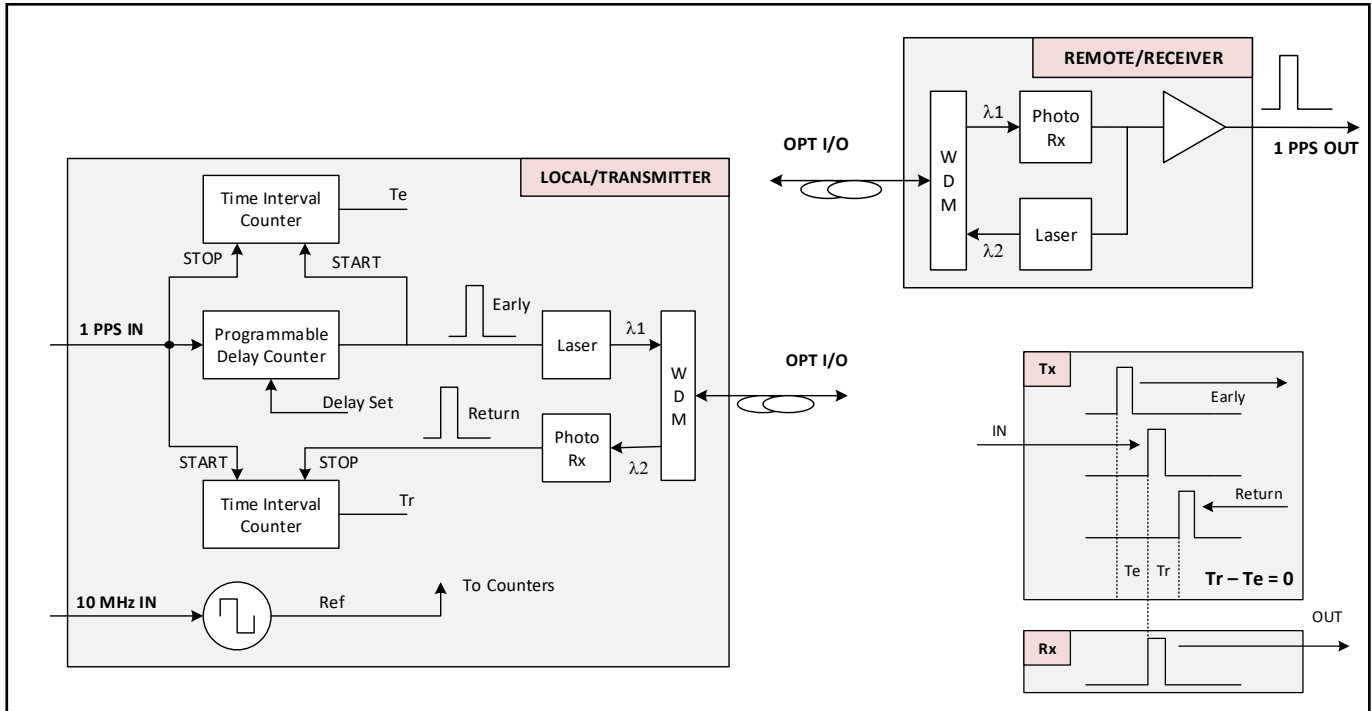 REMOTE/RECEIVER
λ1
Photo
Rx
W
D
M
OPT I/O
1 PPS OUT
Laser
λ2
LOCAL/TRANSMITTER
Time Interval
Counter
Te
STOP
START
Early
1 PPS IN
Programmable
Delay Counter
Laser
λ1
W
D
M
OPT I/O
Delay Set
Return
Photo
Rx
λ2
START
STOP
Time Interval
Counter
Tr
10 MHz IN
Ref
To Counters
Tx
Early
IN
Return
Te
Tr
Tr – Te = 0
OUT
Rx